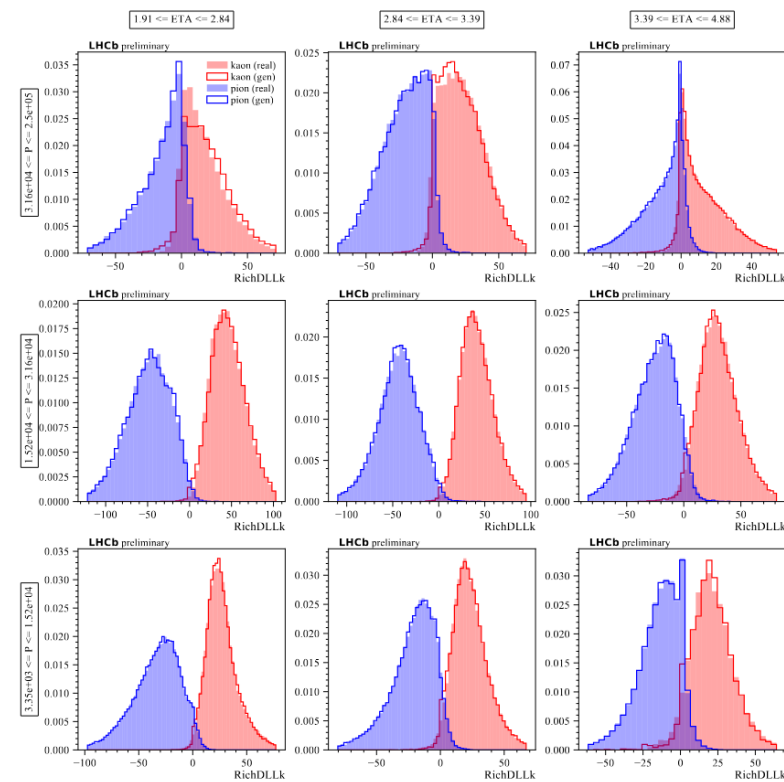 1.91 <= ETA <= 2.84
2.84 <= ETA <= 3.39
3.39 <= ETA <= 4.88
3.16e+04 <= P <= 2.5e+05
LHCb preliminary
0.035
0.030
0.025
0.020
0.015
0.010
0.005
0.000
kaon (real)
kaon (gen)
pion (real)
pion (gen)
−50 0 50
RichDLLk
LHCb preliminary
0.025
0.020
0.015
0.010
0.005
0.000
−50 0 50
RichDLLk
LHCb preliminary
0.07
0.06
0.05
0.04
0.03
0.02
0.01
0.00
−40 −20 0 20 40
RichDLLk
1.52e+04 <= P <= 3.16e+04
LHCb preliminary
0.0200
0.0175
0.0150
0.0125
0.0100
0.0075
0.0050
0.0025
0.0000
−100 −50 0 50 100
RichDLLk
LHCb preliminary
0.020
0.015
0.010
0.005
0.000
−100 −50 0 50 100
RichDLLk
LHCb preliminary
0.025
0.020
0.015
0.010
0.005
0.000
−50 0 50
RichDLLk
3.35e+03 <= P <= 1.52e+04
LHCb preliminary
0.035
0.030
0.025
0.020
0.015
0.010
0.005
0.000
−100 −50 0 50
RichDLLk
LHCb preliminary
0.030
0.025
0.020
0.015
0.010
0.005
0.000
−50 0 50
RichDLLk
LHCb preliminary
0.030
0.025
0.020
0.015
0.010
0.005
0.000
−50 −25 0 25 50
RichDLLk